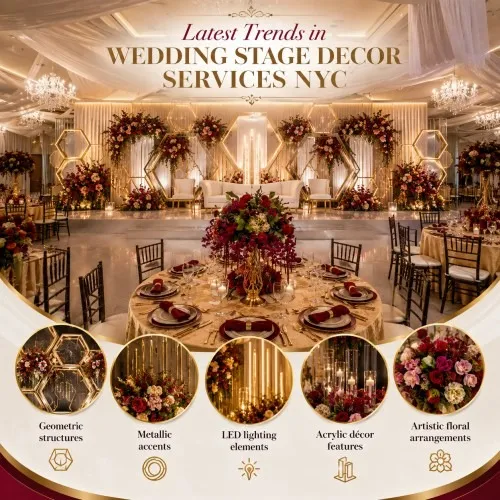 Latest Trends in
WEDDING STAGE DECOR
SERVICES NYC
Geometric
structures
Metallic
accents
LED lighting
elements
Acrylic décor
features
Artistic floral
arrangements